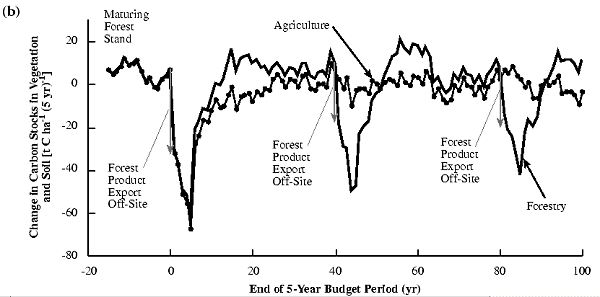 (b)
Maturing
Forest
Stand
Agriculture
Change in Carbon Stocks In Vegetation
and Soll [t C ha⁻¹ (5 yr)⁻¹]
20
0
-20
-40
-60
-80
Forest
Product
Export
Off-Site
Forest
Product
Export
Off-Site
Forest
Product
Export
Off-Site
Forestry
-20
0
20
40
60
80
100
End of 5-Year Budget Period (yr)